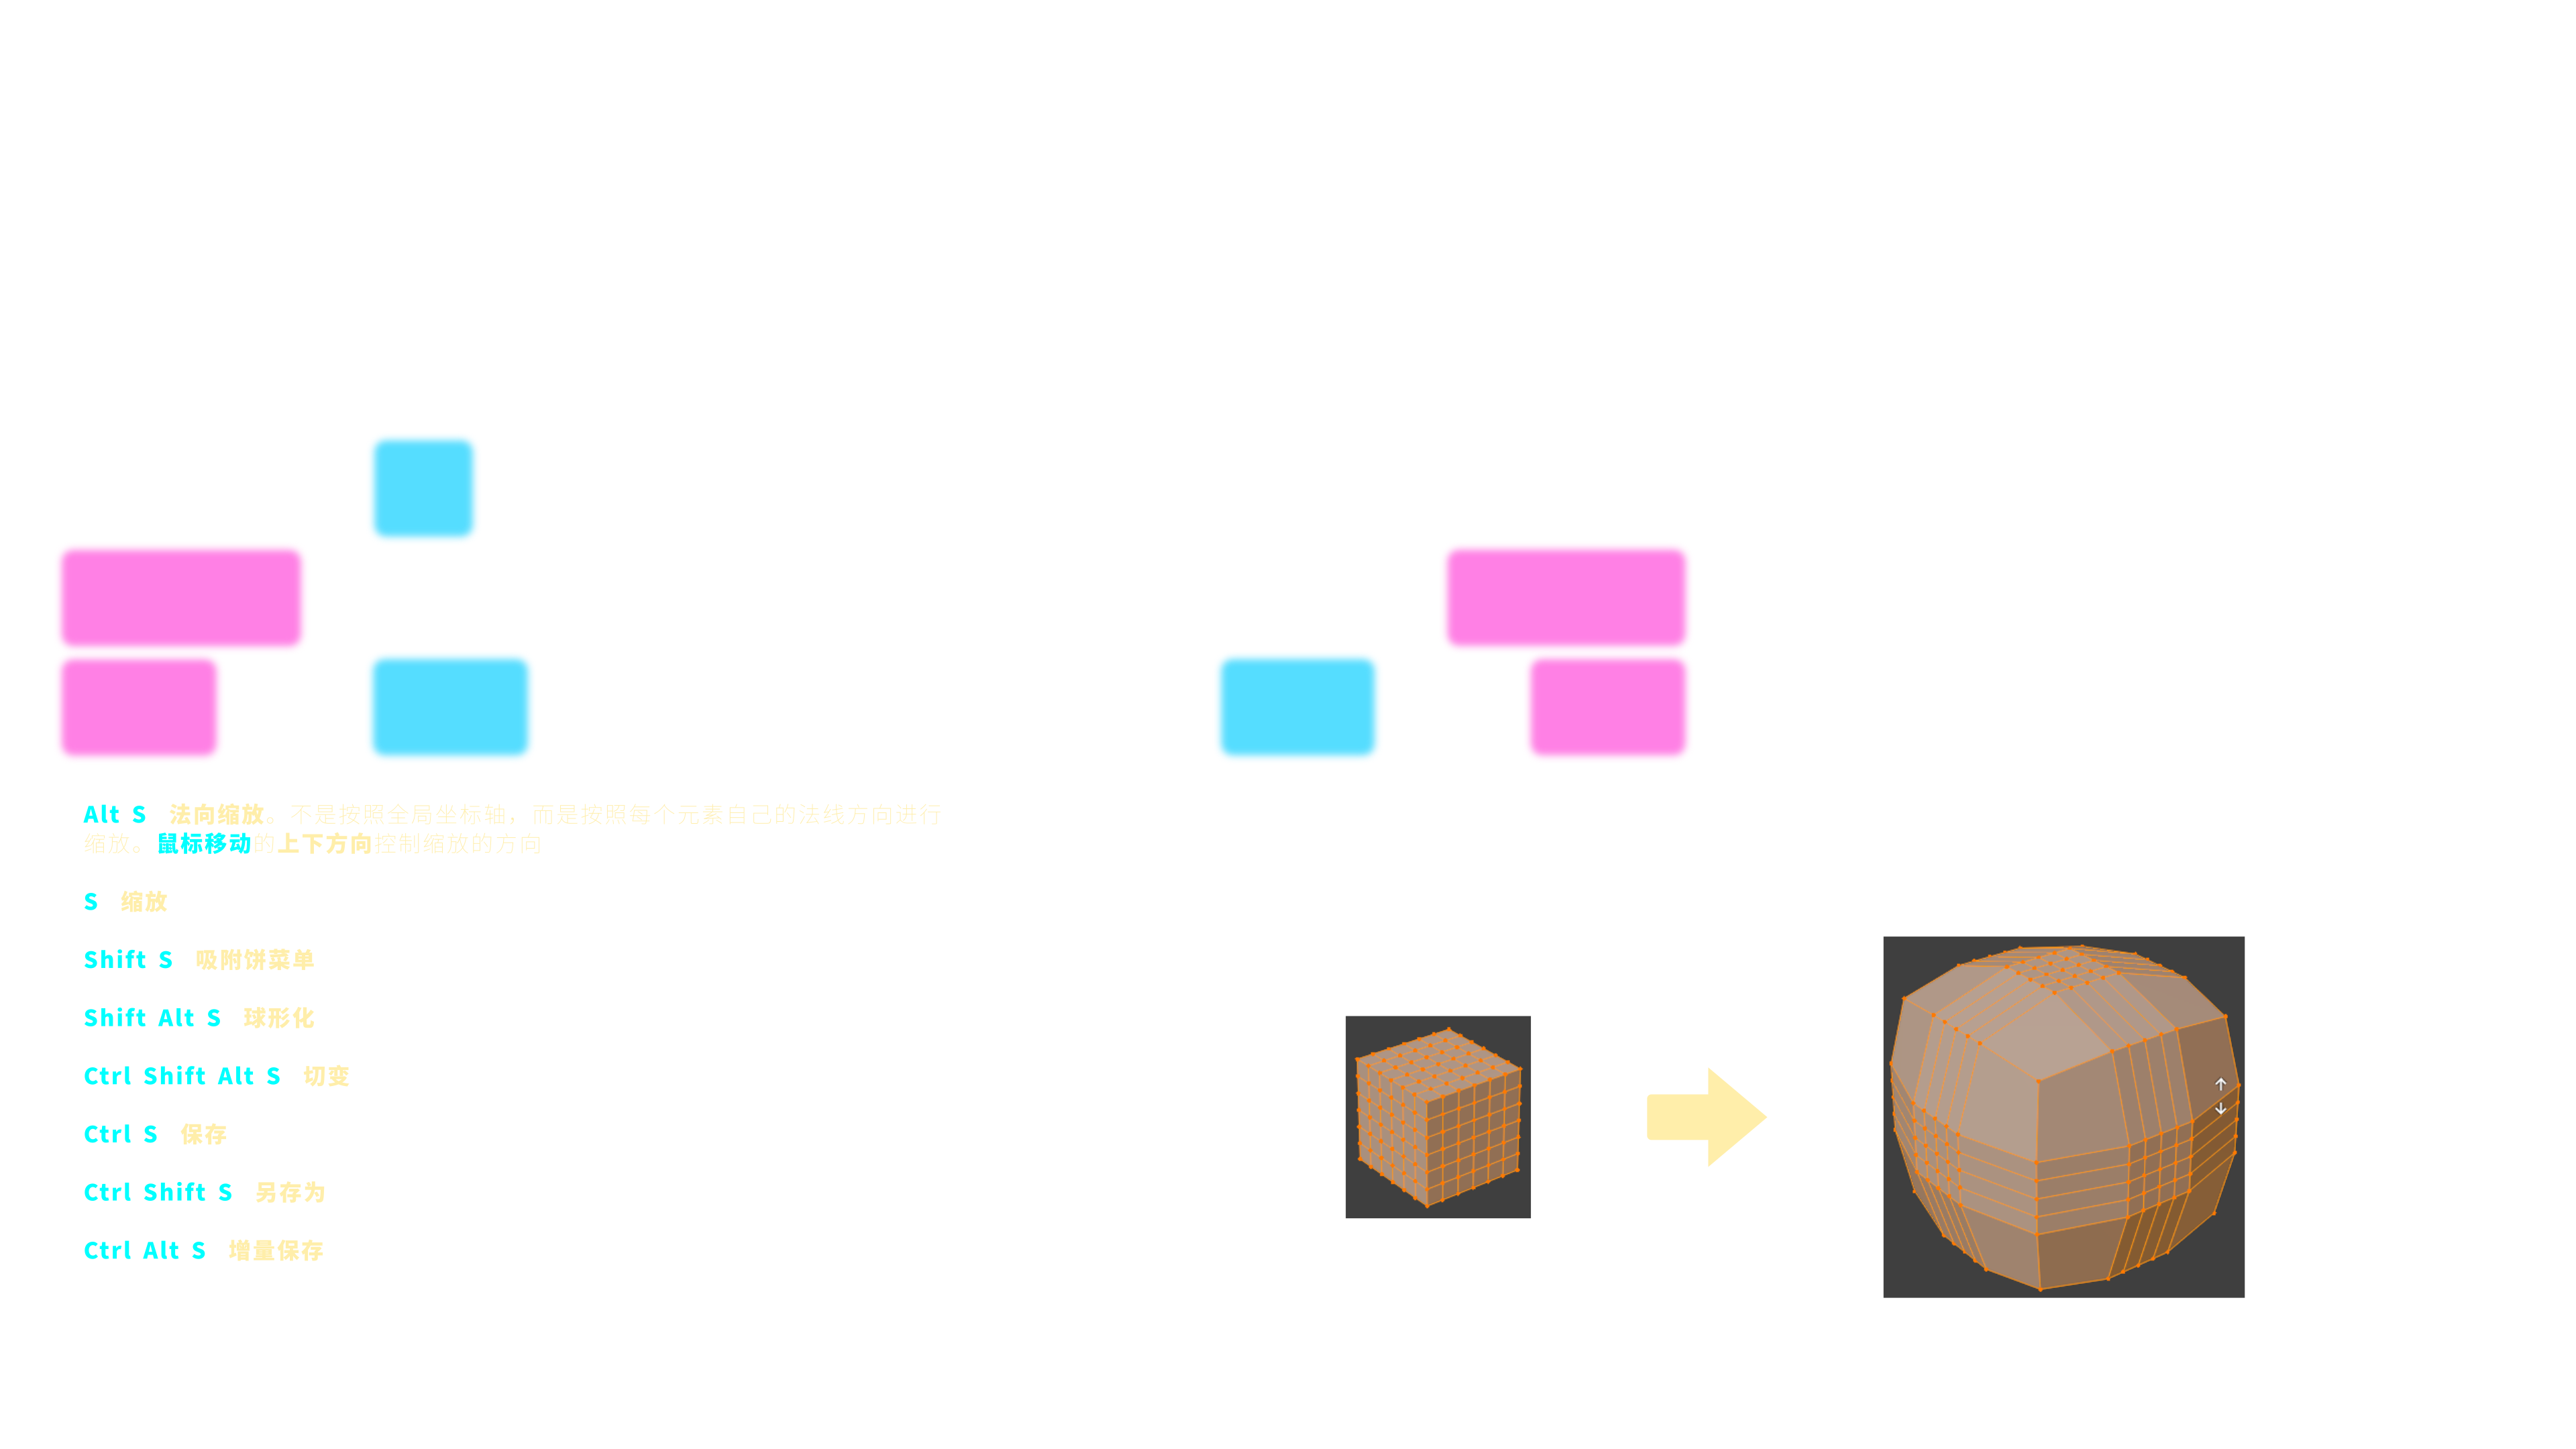 Alt S 法向缩放。不是按照全局坐标轴，而是按照每个元素自己的法线方向进行
缩放。鼠标移动的上下方向控制缩放的方向
S 缩放
Shift S 吸附饼菜单
Shift Alt S 球形化
Ctrl Shift Alt S 切变
Ctrl S 保存
Ctrl Shift S 另存为
Ctrl Alt S 增量保存